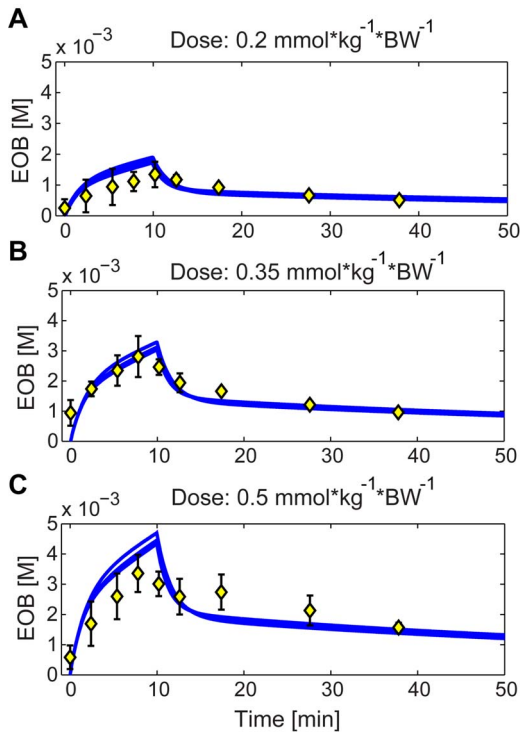 A
x 10⁻³
Dose: 0.2 mmol*kg⁻¹*BW⁻¹
EOB [M]
5
4
3
2
1
0
0 10 20 30 40 50
B
x 10⁻³
Dose: 0.35 mmol*kg⁻¹*BW⁻¹
EOB [M]
5
4
3
2
1
0
0 10 20 30 40 50
C
x 10⁻³
Dose: 0.5 mmol*kg⁻¹*BW⁻¹
EOB [M]
5
4
3
2
1
0
0 10 20 30 40 50
Time [min]